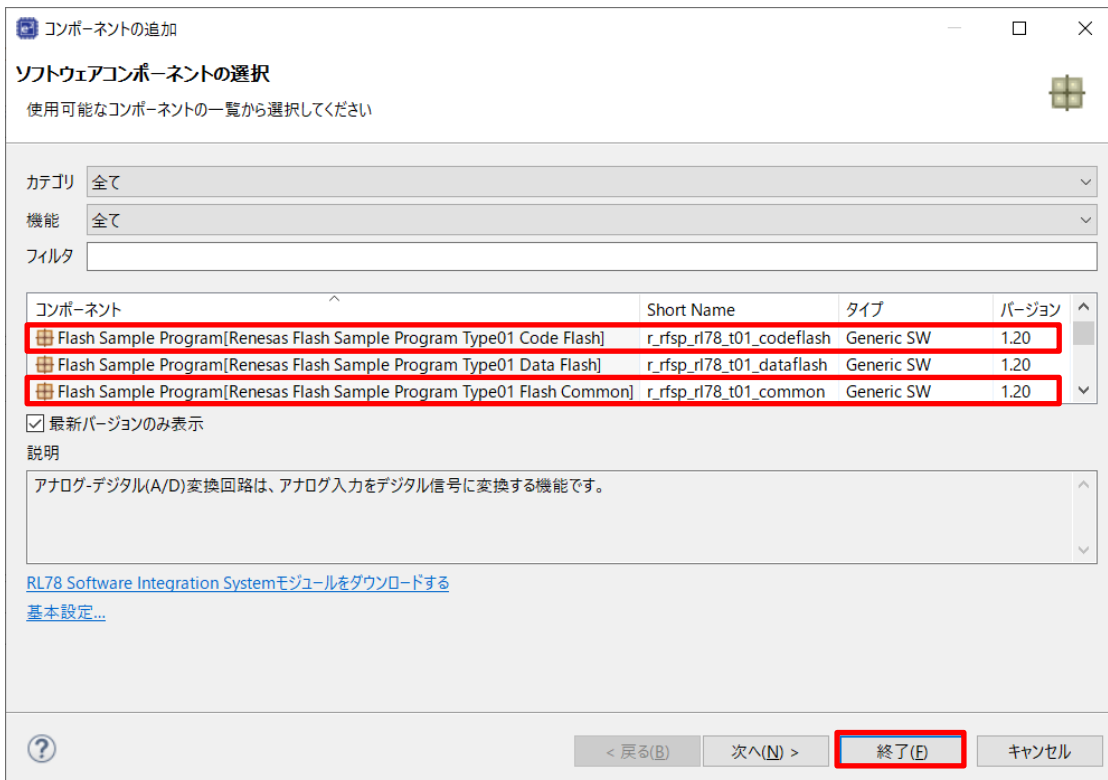 コンポーネントの追加
ソフトウェアコンポーネントの選択
使用可能なコンポーネントの一覧から選択してください
カテゴリ 全て
機能 全て
フィルタ
コンポーネント Short Name タイプ バージョン
Flash Sample Program[Renesas Flash Sample Program Type01 Code Flash] r_rfsp_rl78_t01_codeflash Generic SW 1.20
Flash Sample Program[Renesas Flash Sample Program Type01 Data Flash] r_rfsp_rl78_t01_dataflash Generic SW 1.20
Flash Sample Program[Renesas Flash Sample Program Type01 Flash Common] r_rfsp_rl78_t01_common Generic SW 1.20
最新バージョンのみ表示
説明
アナログ-デジタル(A/D)変換回路は、アナログ入力をデジタル信号に変換する機能です。
RL78 Software Integration Systemモジュールをダウンロードする
基本設定...
< 戻る(B) 次へ(N) > 終了(F) キャンセル